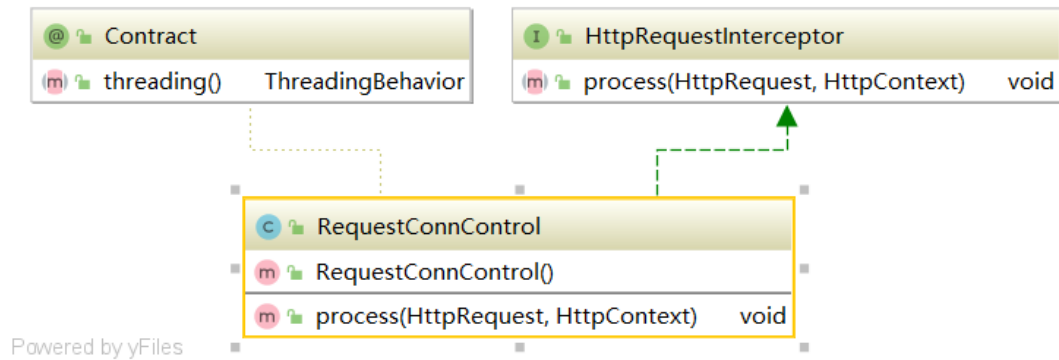 @ Contract
m threading() ThreadingBehavior
I HttpRequestInterceptor
m process(HttpRequest, HttpContext) void
C RequestConnControl
m RequestConnControl()
m process(HttpRequest, HttpContext) void
Powered by yFiles